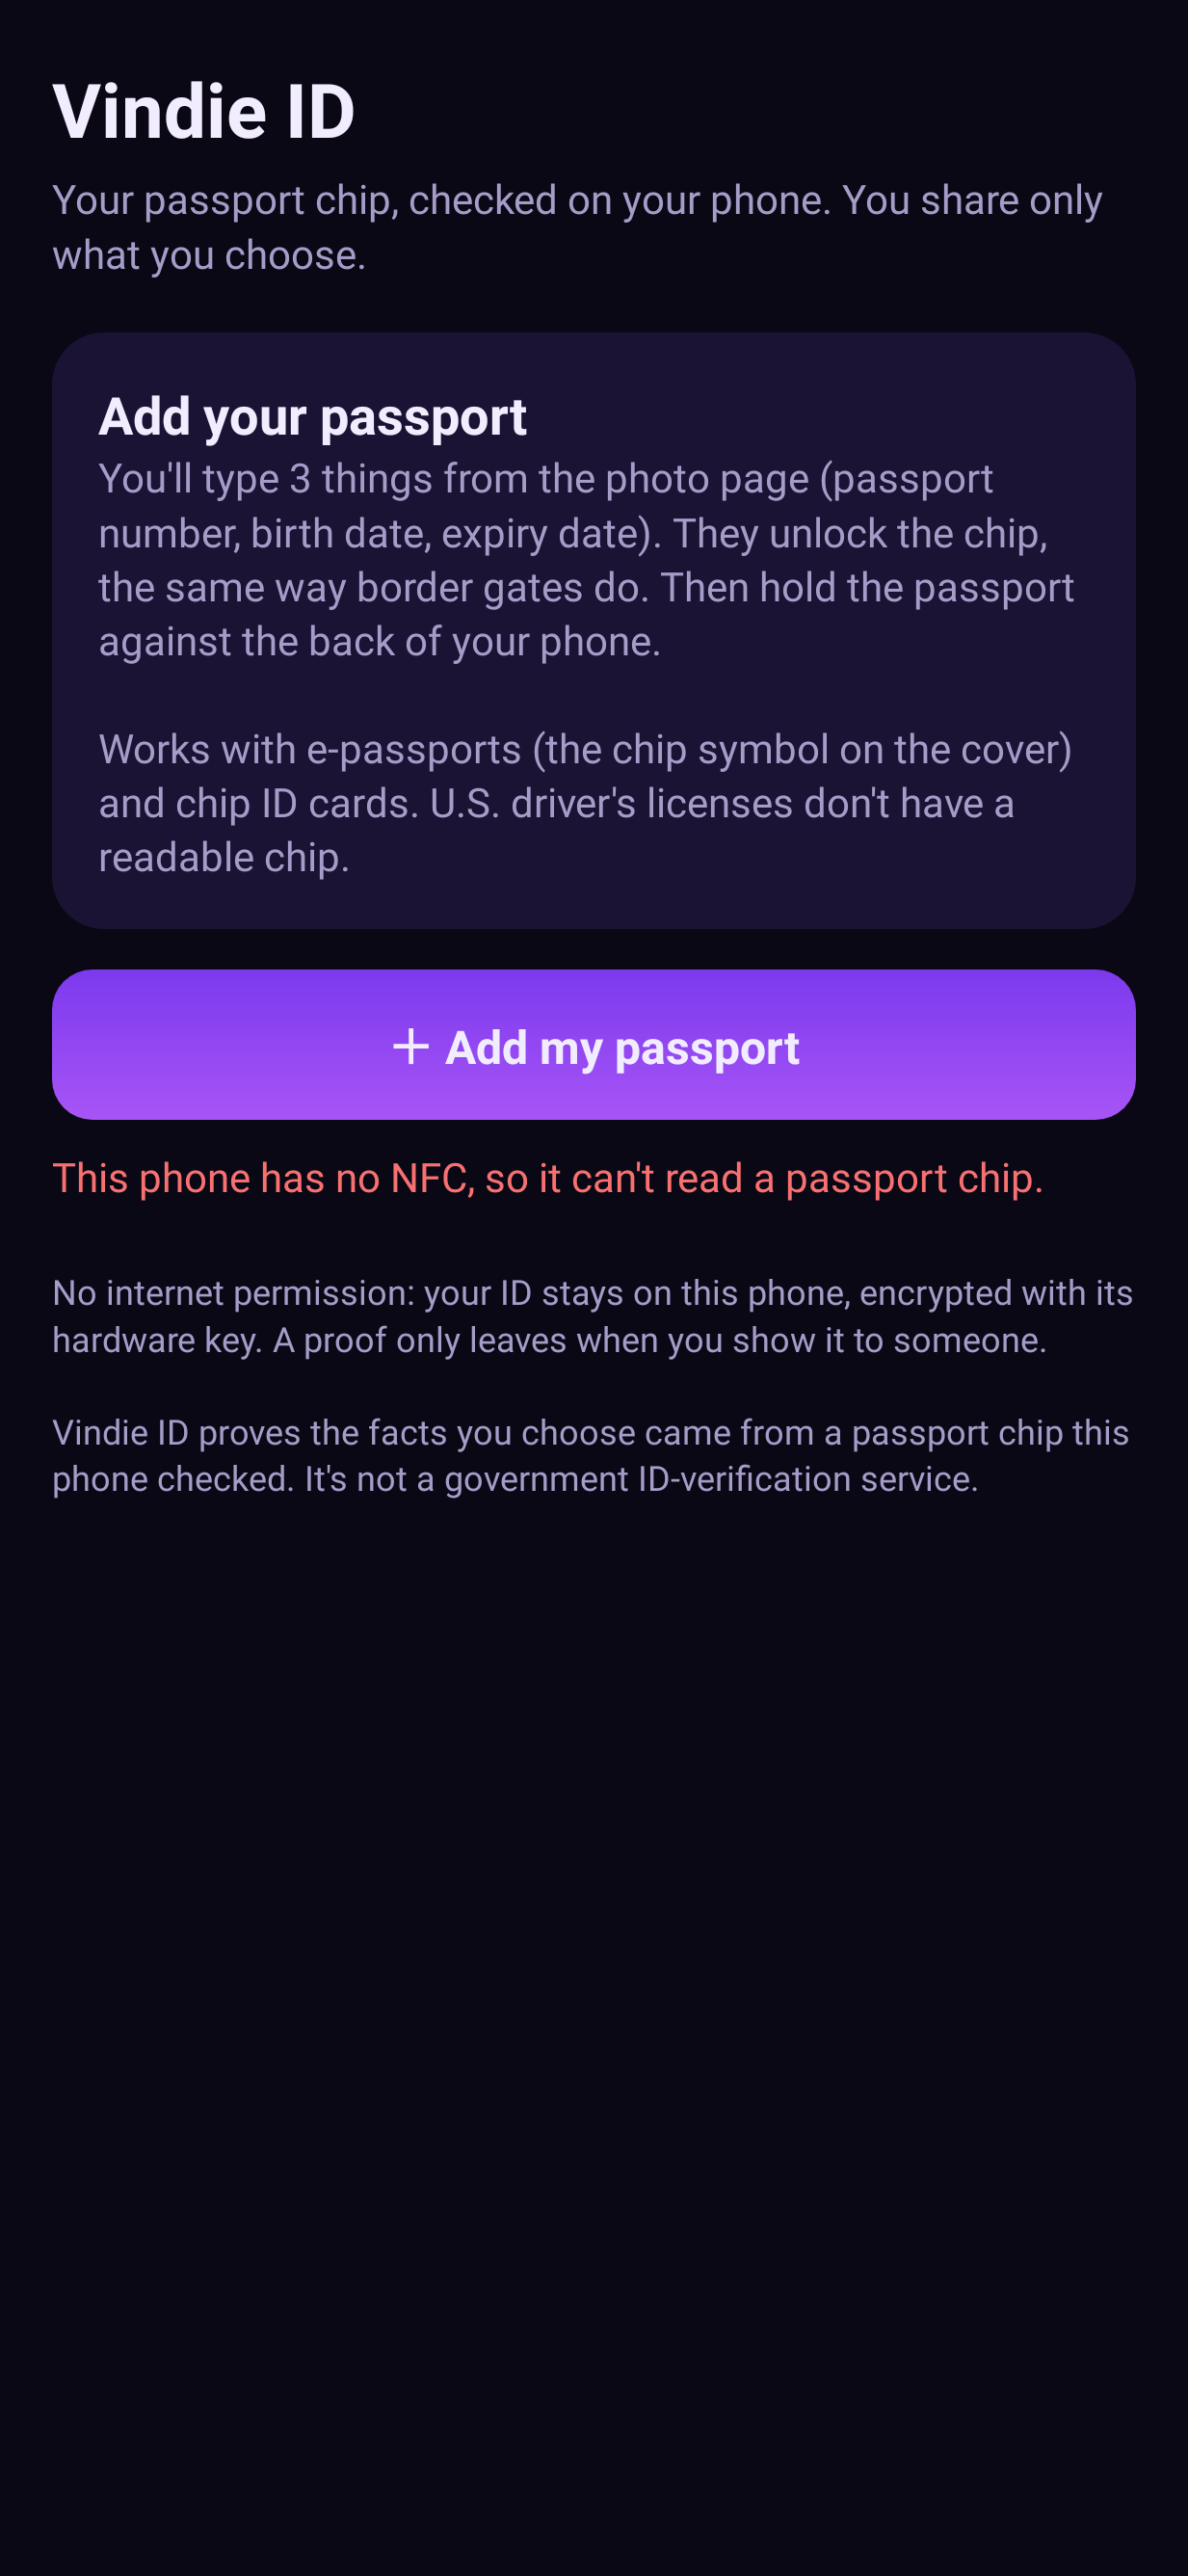 Vindie ID
Your passport chip, checked on your phone. You share only
what you choose.
Add your passport
You'll type 3 things from the photo page (passport
number, birth date, expiry date). They unlock the chip,
the same way border gates do. Then hold the passport
against the back of your phone.
Works with e-passports (the chip symbol on the cover)
and chip ID cards. U.S. driver's licenses don't have a
readable chip.
+ Add my passport
This phone has no NFC, so it can't read a passport chip.
No internet permission: your ID stays on this phone, encrypted with its
hardware key. A proof only leaves when you show it to someone.
Vindie ID proves the facts you choose came from a passport chip this
phone checked. It's not a government ID-verification service.